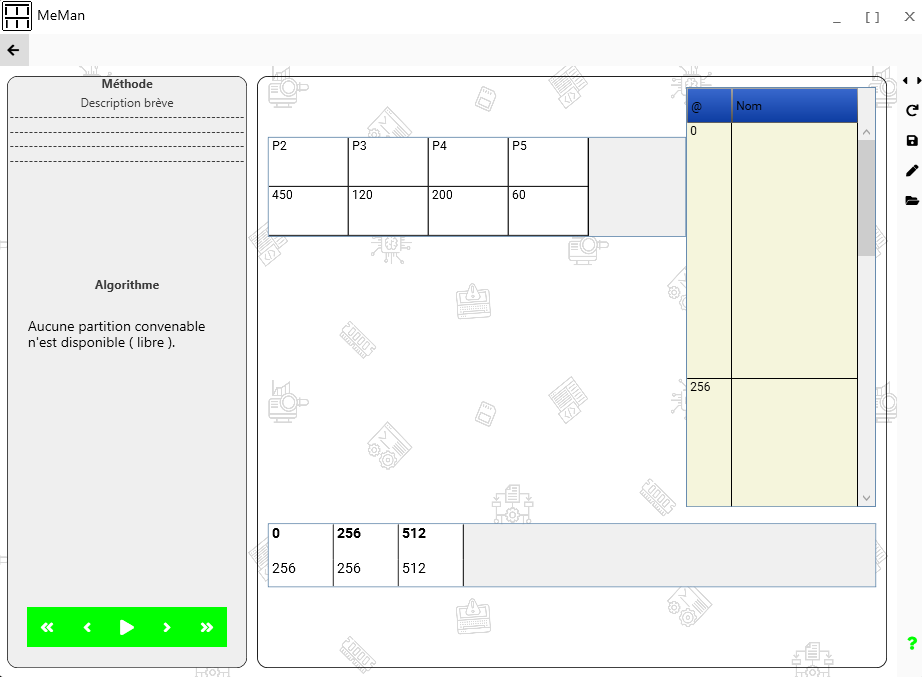 MeMan
Méthode
Description brève
Algorithme
Aucune partition convenable
n'est disponible ( libre ).
P2 P3 P4 P5
450 120 200 60
@ Nom
0
256
0 256 512
256 256 512
?